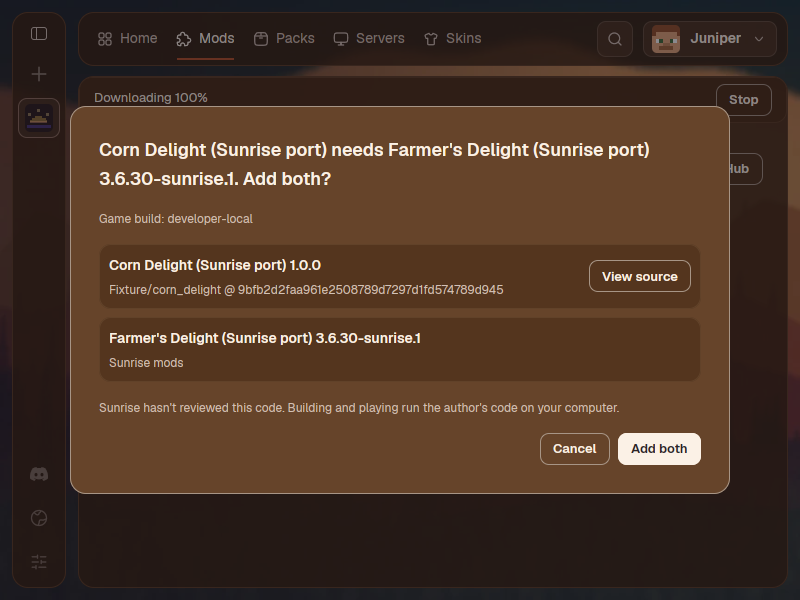 Home
Mods
Packs
Servers
Skins
Juniper
Downloading 100%
Stop
Hub
Corn Delight (Sunrise port) needs Farmer's Delight (Sunrise port)
3.6.30-sunrise.1. Add both?
Game build: developer-local
Corn Delight (Sunrise port) 1.0.0
Fixture/corn_delight @ 9bfb2d2faa961e2508789d7297d1fd574789d945
View source
Farmer's Delight (Sunrise port) 3.6.30-sunrise.1
Sunrise mods
Sunrise hasn't reviewed this code. Building and playing run the author's code on your computer.
Cancel
Add both